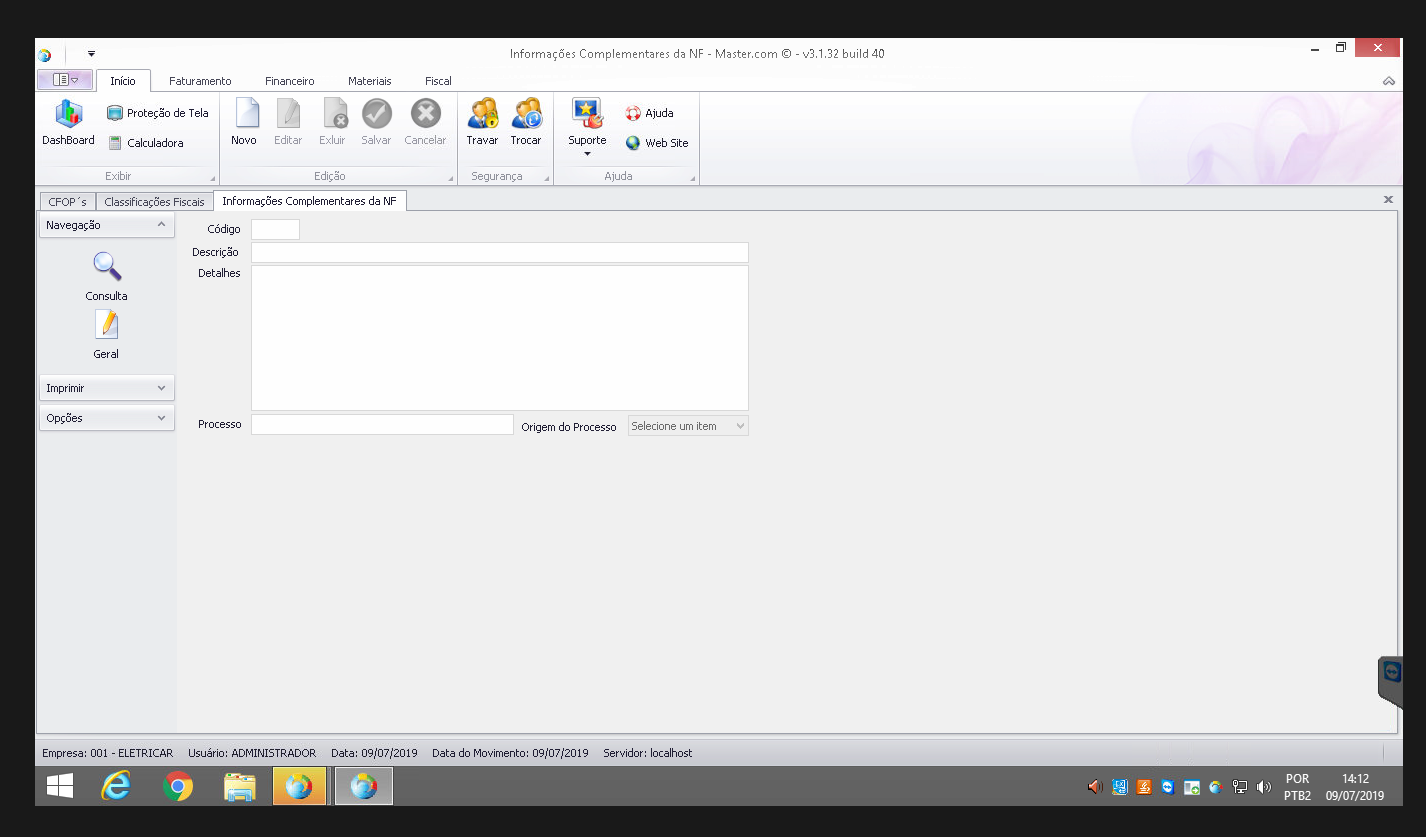 Informações Complementares da NF - Master.com © - v3.1.32 build 40
Início Faturamento Financeiro Materiais Fiscal
DashBoard
Proteção de Tela
Calculadora
Exibir
Novo Editar Exluir Salvar Cancelar
Edição
Travar Trocar
Segurança
Suporte
Ajuda
Web Site
Ajuda
CFOP´s Classificações Fiscais Informações Complementares da NF
Navegação
Consulta
Geral
Imprimir
Opções
Código
Descrição
Detalhes
Processo
Origem do Processo Selecione um item
Empresa: 001 - ELETRICAR Usuário: ADMINISTRADOR Data: 09/07/2019 Data do Movimento: 09/07/2019 Servidor: localhost
POR
PTB2
14:12
09/07/2019